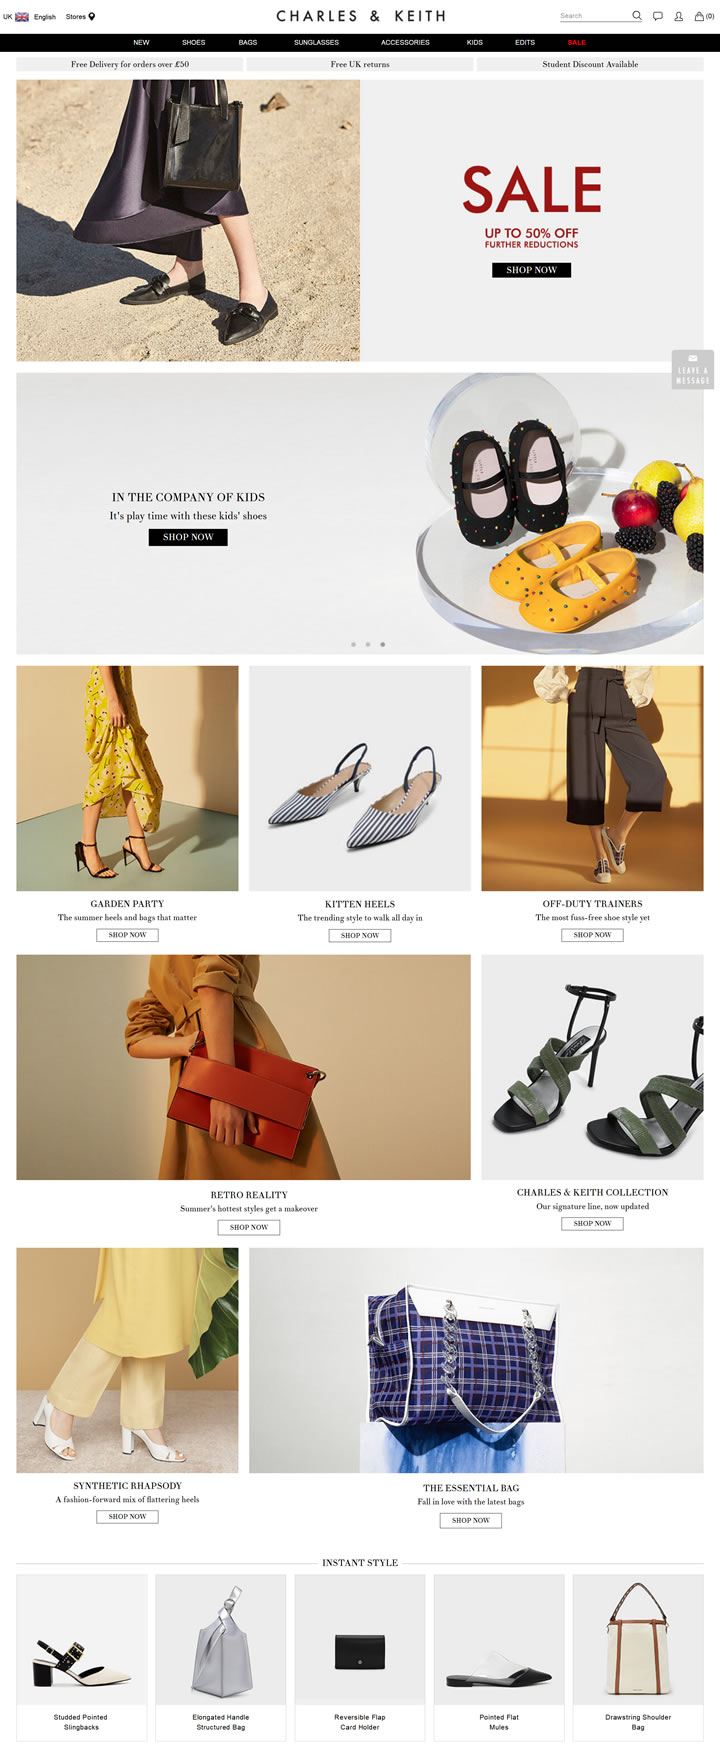 UK English Stores
CHARLES & KEITH
Search
(0)
NEW SHOES BAGS SUNGLASSES ACCESSORIES KIDS EDITS SALE
Free Delivery for orders over £50
Free UK returns
Student Discount Available
SALE
UP TO 50% OFF
FURTHER REDUCTIONS
SHOP NOW
LEAVE A
MESSAGE
IN THE COMPANY OF KIDS
It's play time with these kids' shoes
SHOP NOW
GARDEN PARTY
The summer heels and bags that matter
SHOP NOW
KITTEN HEELS
The trending style to walk all day in
SHOP NOW
OFF-DUTY TRAINERS
The most fuss-free shoe style yet
SHOP NOW
RETRO REALITY
Summer's hottest styles get a makeover
SHOP NOW
CHARLES & KEITH COLLECTION
Our signature line, now updated
SHOP NOW
SYNTHETIC RHAPSODY
A fashion-forward mix of flattering heels
SHOP NOW
THE ESSENTIAL BAG
Fall in love with the latest bags
SHOP NOW
INSTANT STYLE
Studded Pointed
Slingbacks
Elongated Handle
Structured Bag
Reversible Flap
Card Holder
Pointed Flat
Mules
Drawstring Shoulder
Bag